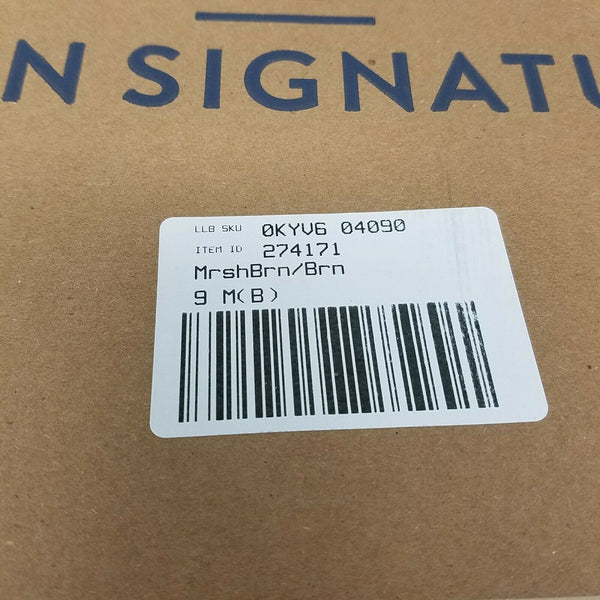 N SIGNATU
LLB SKU 0KYV6 04090
ITEM ID 274171
MrshBrn/Brn
9 M(B)